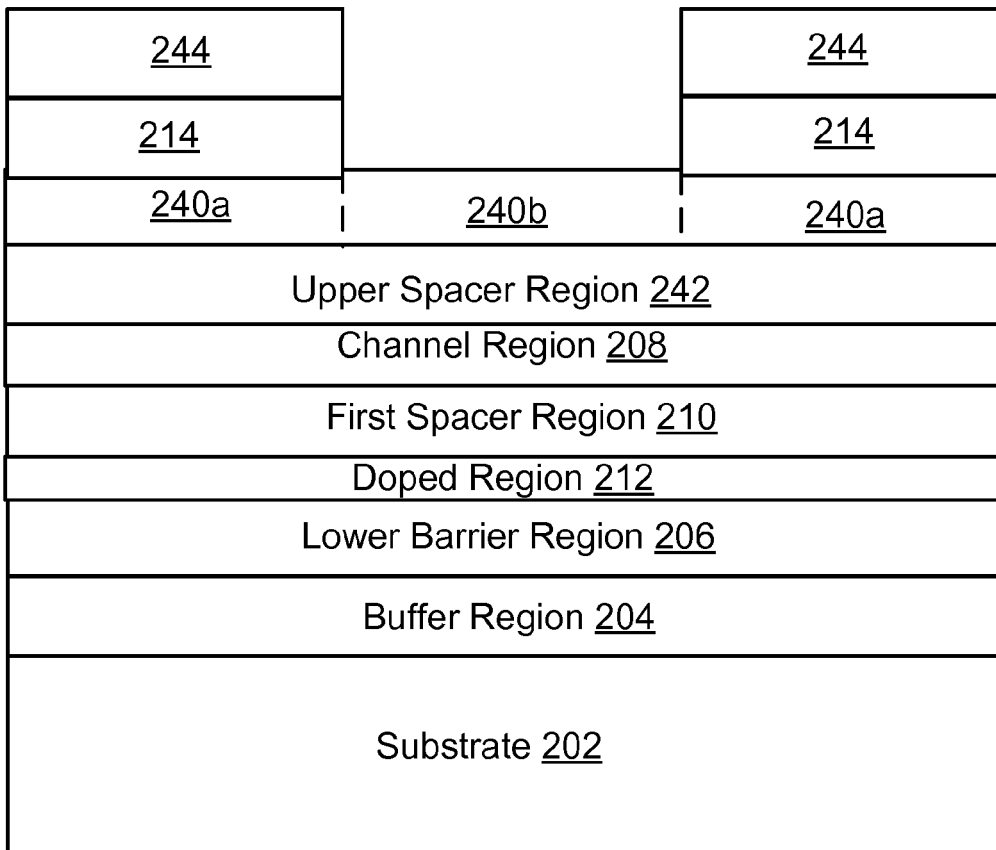 244 244
214 214
240a 240b 240a
Upper Spacer Region 242
Channel Region 208
First Spacer Region 210
Doped Region 212
Lower Barrier Region 206
Buffer Region 204
Substrate 202